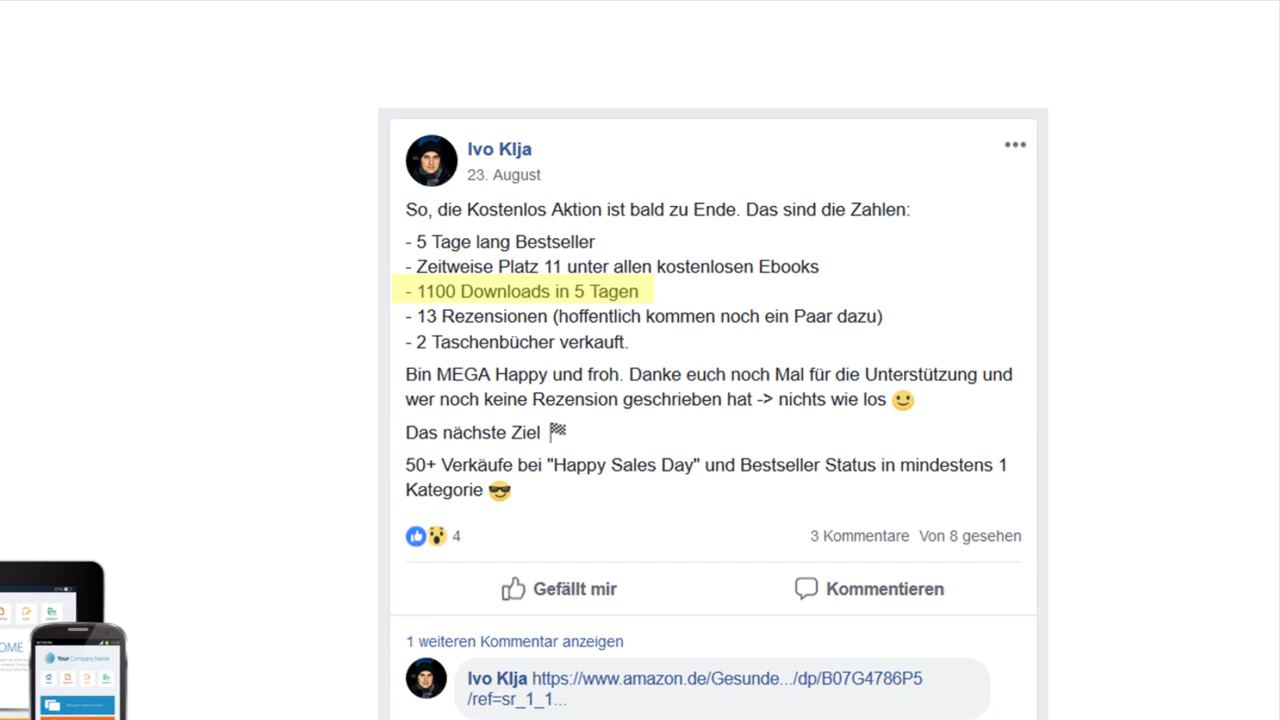 Ivo Klja
23. August
So, die Kostenlos Aktion ist bald zu Ende. Das sind die Zahlen:
- 5 Tage lang Bestseller
- Zeitweise Platz 11 unter allen kostenlosen Ebooks
- 1100 Downloads in 5 Tagen
- 13 Rezensionen (hoffentlich kommen noch ein Paar dazu)
- 2 Taschenbücher verkauft.
Bin MEGA Happy und froh. Danke euch noch Mal für die Unterstützung und
wer noch keine Rezension geschrieben hat -> nichts wie los
Das nächste Ziel
50+ Verkäufe bei "Happy Sales Day" und Bestseller Status in mindestens 1
Kategorie
4
3 Kommentare Von 8 gesehen
Gefällt mir
Kommentieren
1 weiteren Kommentar anzeigen
Ivo Klja https://www.amazon.de/Gesunde.../dp/B07G4786P5
/ref=sr_1_1...
OME
Your Company Name